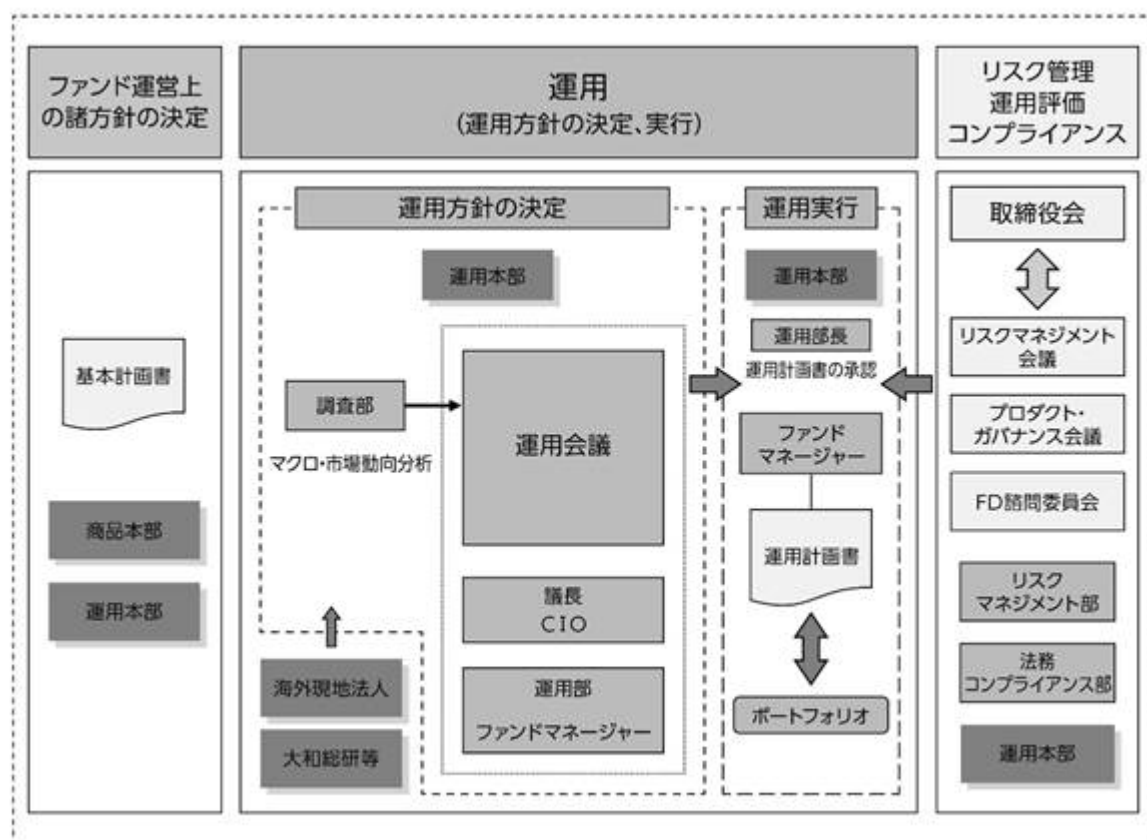 ファンド運営上
の諸方針の決定
運用
(運用方針の決定、実行)
リスク管理
運用評価
コンプライアンス
基本計画書
商品本部
運用本部
運用方針の決定
運用本部
調査部
マクロ・市場動向分析
運用会議
議長
CIO
運用部
ファンドマネージャー
海外現地法人
大和総研等
運用実行
運用本部
運用部長
運用計画書の承認
ファンド
マネージャー
運用計画書
ポートフォリオ
取締役会
リスクマネジメント
会議
プロダクト・
ガバナンス会議
FD諮問委員会
リスク
マネジメント部
法務
コンプライアンス部
運用本部